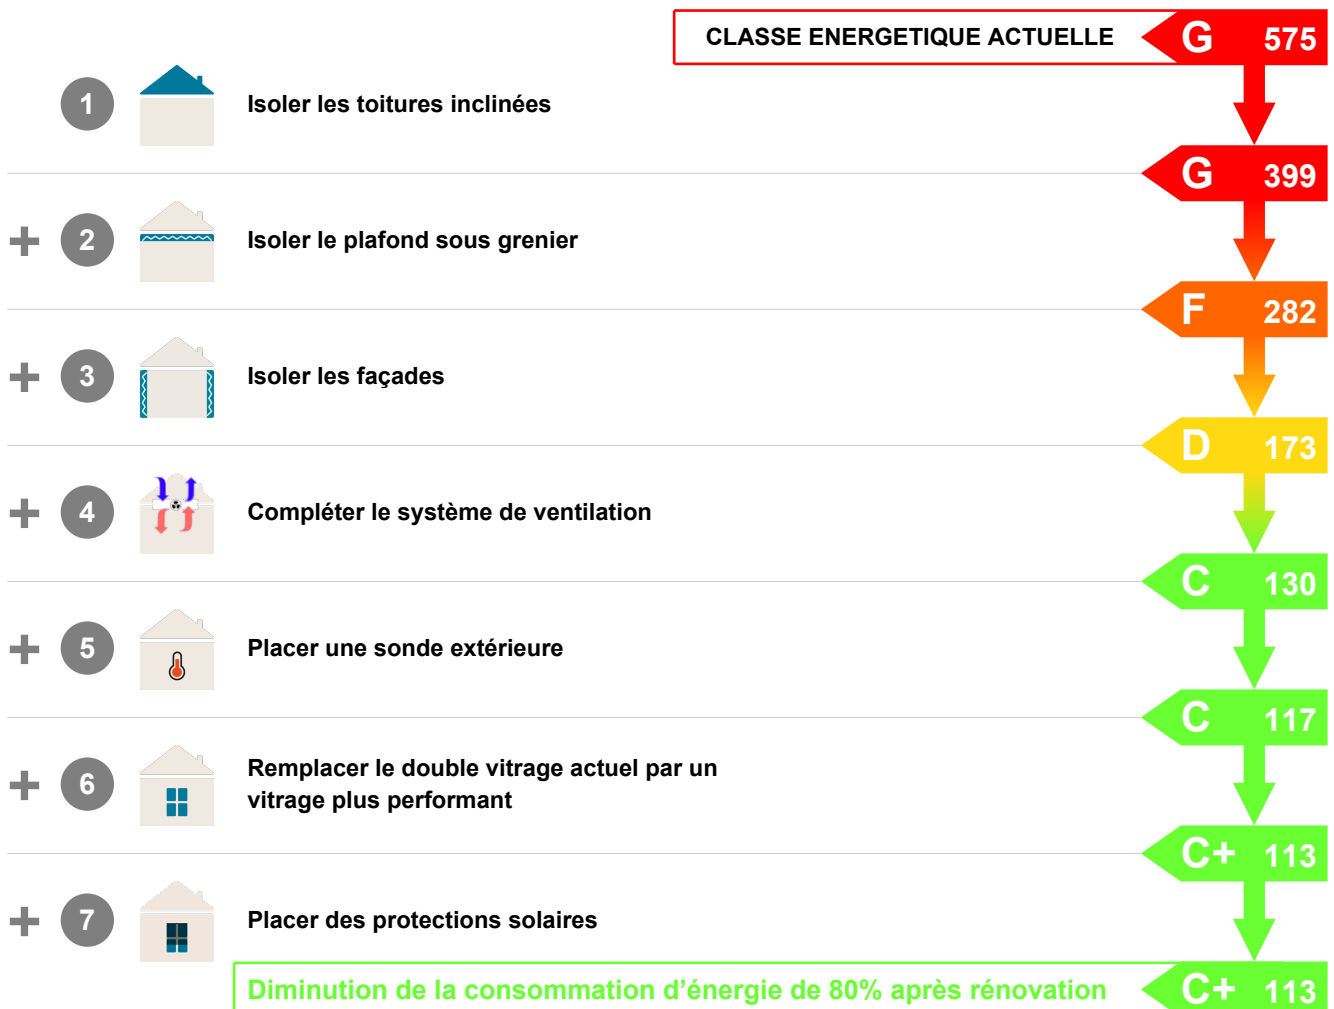 CLASSE ENERGETIQUE ACTUELLE G 575
1 Isoler les toitures inclinées
G 399
+ 2 Isoler le plafond sous grenier
F 282
+ 3 Isoler les façades
D 173
+ 4 Compléter le système de ventilation
C 130
+ 5 Placer une sonde extérieure
C 117
+ 6 Remplacer le double vitrage actuel par un
vitrage plus performant
C+ 113
+ 7 Placer des protections solaires
Diminution de la consommation d’énergie de 80% après rénovation C+ 113